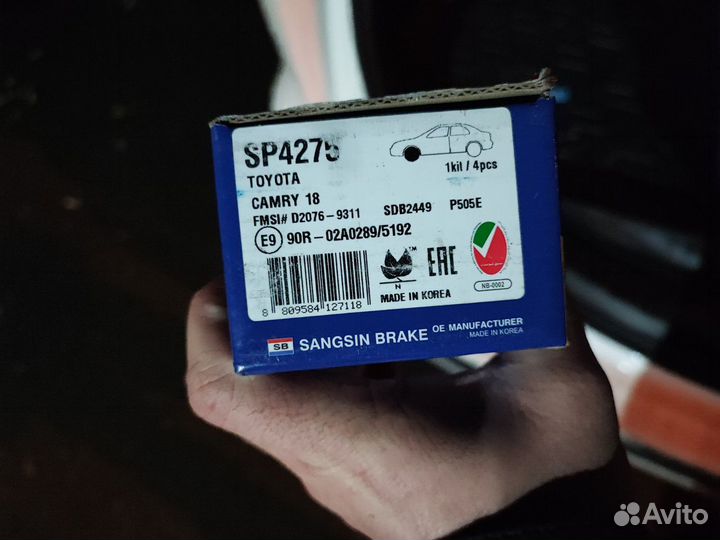 SP4275
TOYOTA
1kit / 4pcs
CAMRY 18
FMSI# D2076-9311 SDB2449 P505E
E9 90R-02A0289/5192
8 809584 127118
N
EAC
MADE IN KOREA
NB-0002
SB SANGSIN BRAKE OE MANUFACTURER
MADE IN KOREA
Avito